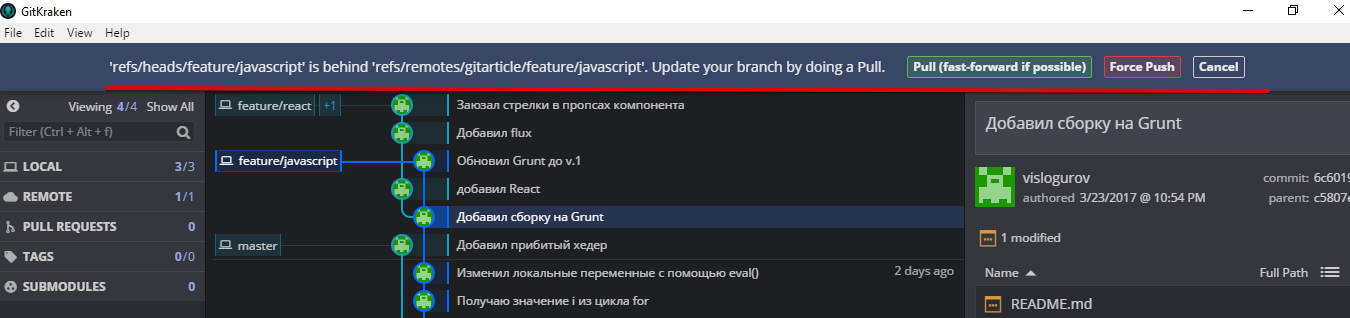 GitKraken
File Edit View Help
'refs/heads/feature/javascript' is behind 'refs/remotes/gitarticle/feature/javascript'. Update your branch by doing a Pull. Pull (fast-forward if possible) Force Push Cancel
Viewing 4/4 Show All
Filter (Ctrl + Alt + f)
LOCAL 3/3
REMOTE 1/1
PULL REQUESTS 0
TAGS 0/0
SUBMODULES 0
feature/react +1 Заюзал стрелки в пропсах компонента
Добавил flux
feature/javascript Обновил Grunt до v.1
добавил React
Добавил сборку на Grunt
master Добавил прибитый хедер
Изменил локальные переменные с помощью eval() 2 days ago
Получаю значение i из цикла for
Добавил сборку на Grunt
vislogurov commit: 6c6019
authored 3/23/2017 @ 10:54 PM parent: c5807e
1 modified
Name Full Path
README.md